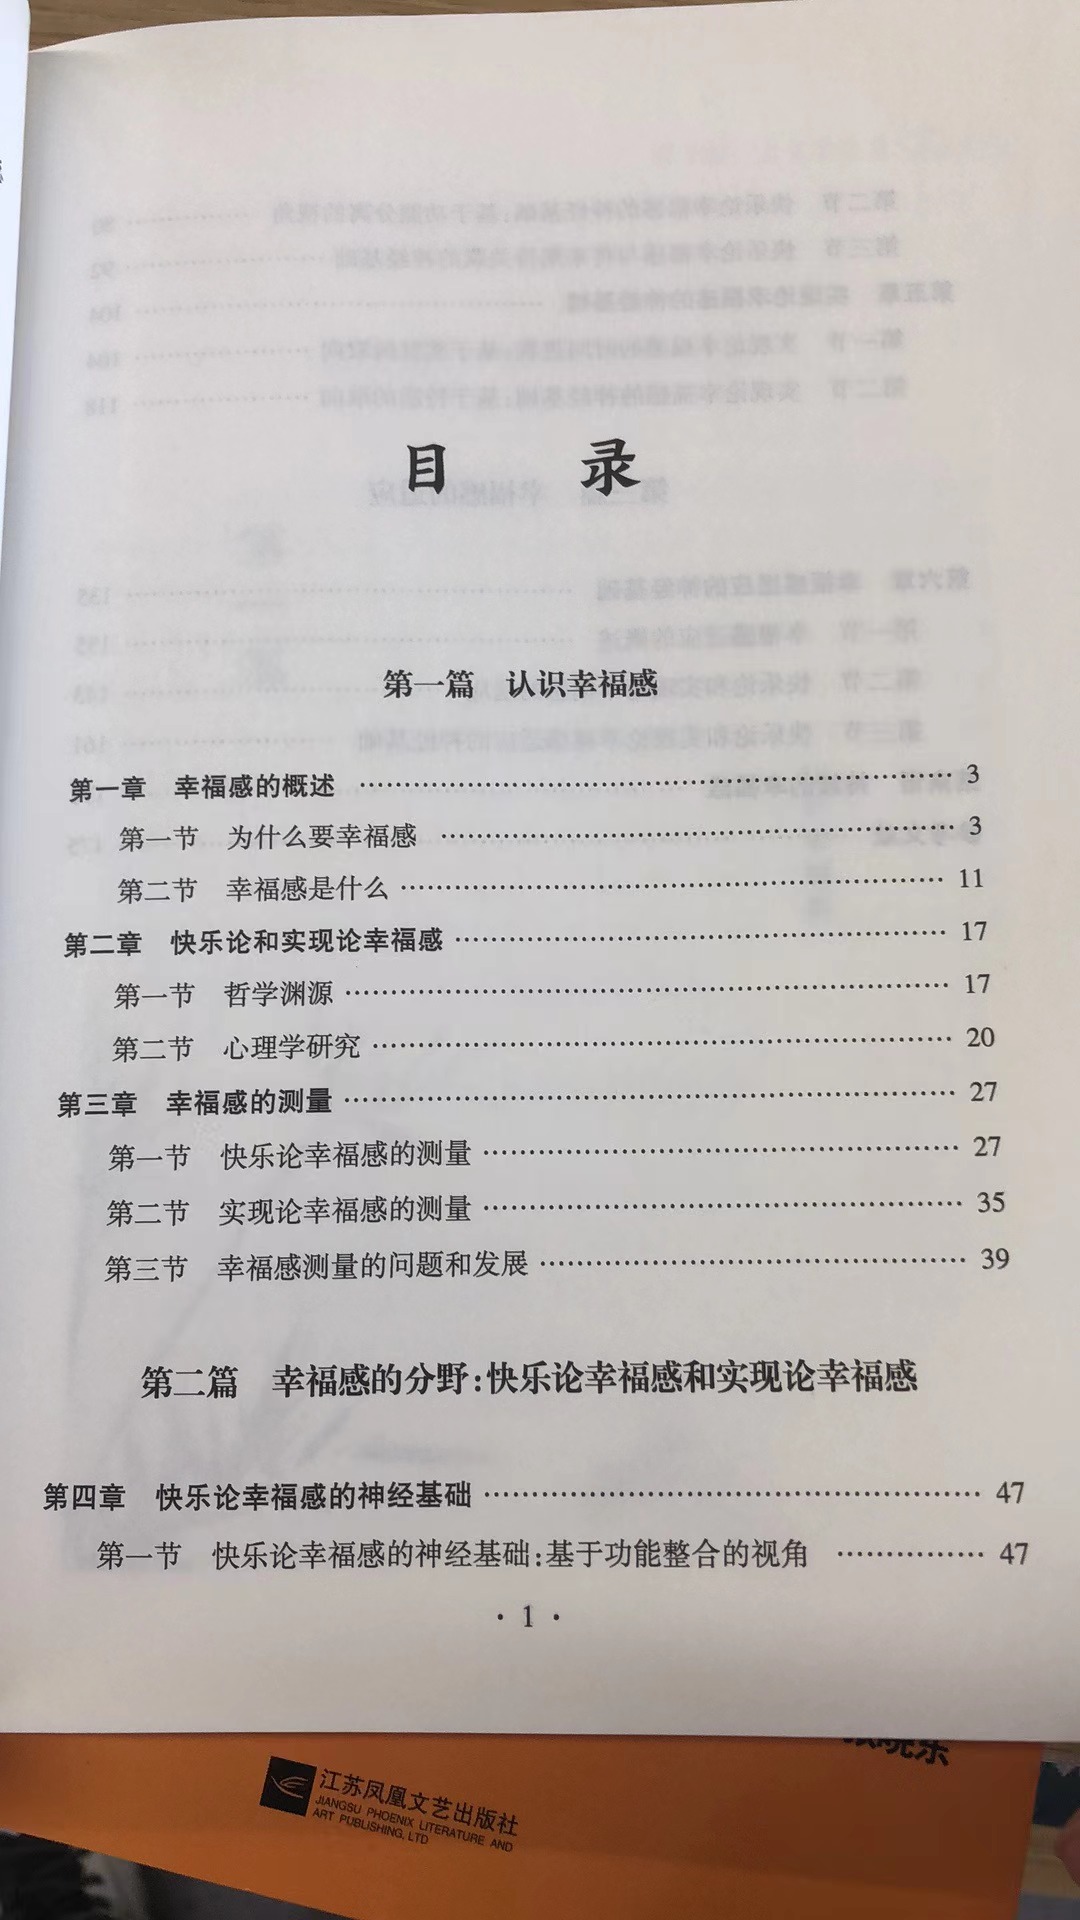 目 录
第一篇 认识幸福感
第一章 幸福感的概述 …… 3
第一节 为什么要幸福感 …… 3
第二节 幸福感是什么 …… 11
第二章 快乐论和实现论幸福感 …… 17
第一节 哲学渊源 …… 17
第二节 心理学研究 …… 20
第三章 幸福感的测量 …… 27
第一节 快乐论幸福感的测量 …… 27
第二节 实现论幸福感的测量 …… 35
第三节 幸福感测量的问题和发展 …… 39
第二篇 幸福感的分野:快乐论幸福感和实现论幸福感
第四章 快乐论幸福感的神经基础 …… 47
第一节 快乐论幸福感的神经基础:基于功能整合的视角 …… 47
· 1 ·
江苏凤凰文艺出版社
JIANGSU PHOENIX LITERATURE AND
ART PUBLISHING, LTD